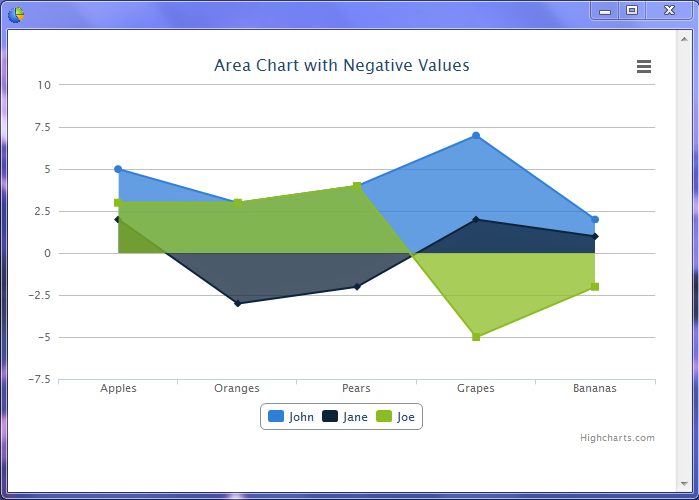 Area Chart with Negative Values
10
7.5
5
2.5
0
−2.5
−5
−7.5
Apples Oranges Pears Grapes Bananas
John Jane Joe
Highcharts.com